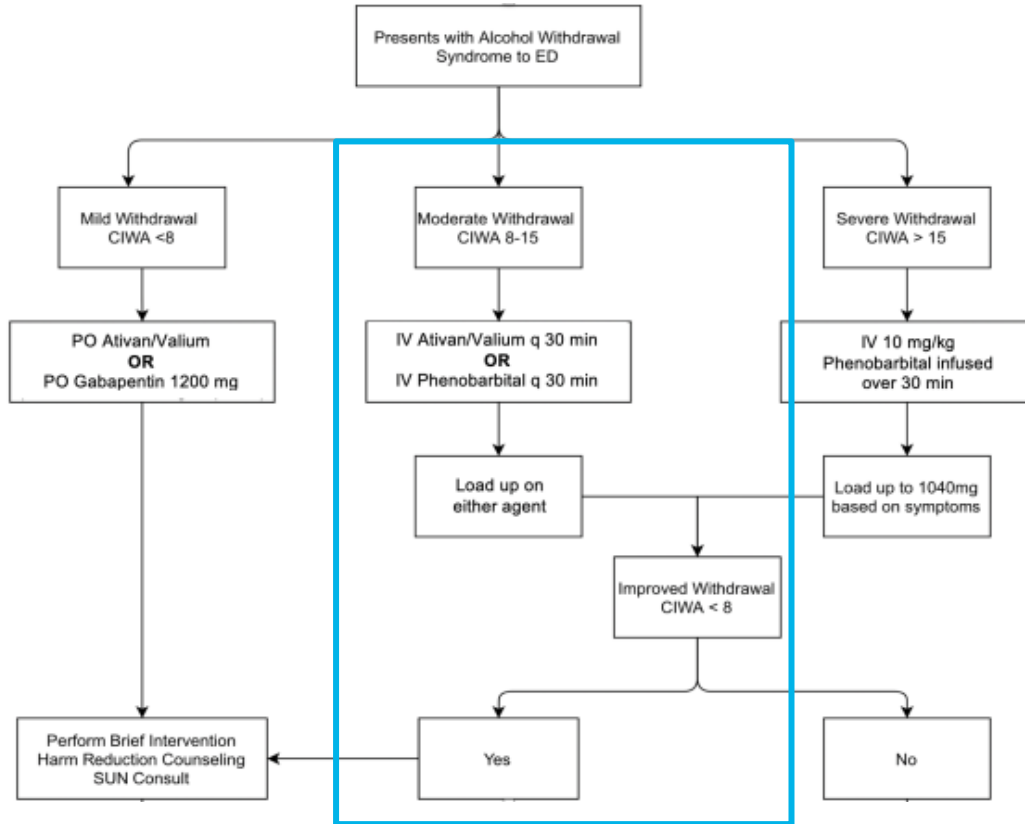 Presents with Alcohol Withdrawal
Syndrome to ED
Mild Withdrawal
CIWA <8
Moderate Withdrawal
CIWA 8-15
Severe Withdrawal
CIWA > 15
PO Ativan/Valium
OR
PO Gabapentin 1200 mg
IV Ativan/Valium q 30 min
OR
IV Phenobarbital q 30 min
IV 10 mg/kg
Phenobarbital infused
over 30 min
Load up on
either agent
Load up to 1040mg
based on symptoms
Improved Withdrawal
CIWA < 8
Perform Brief Intervention
Harm Reduction Counseling
SUN Consult
Yes
No